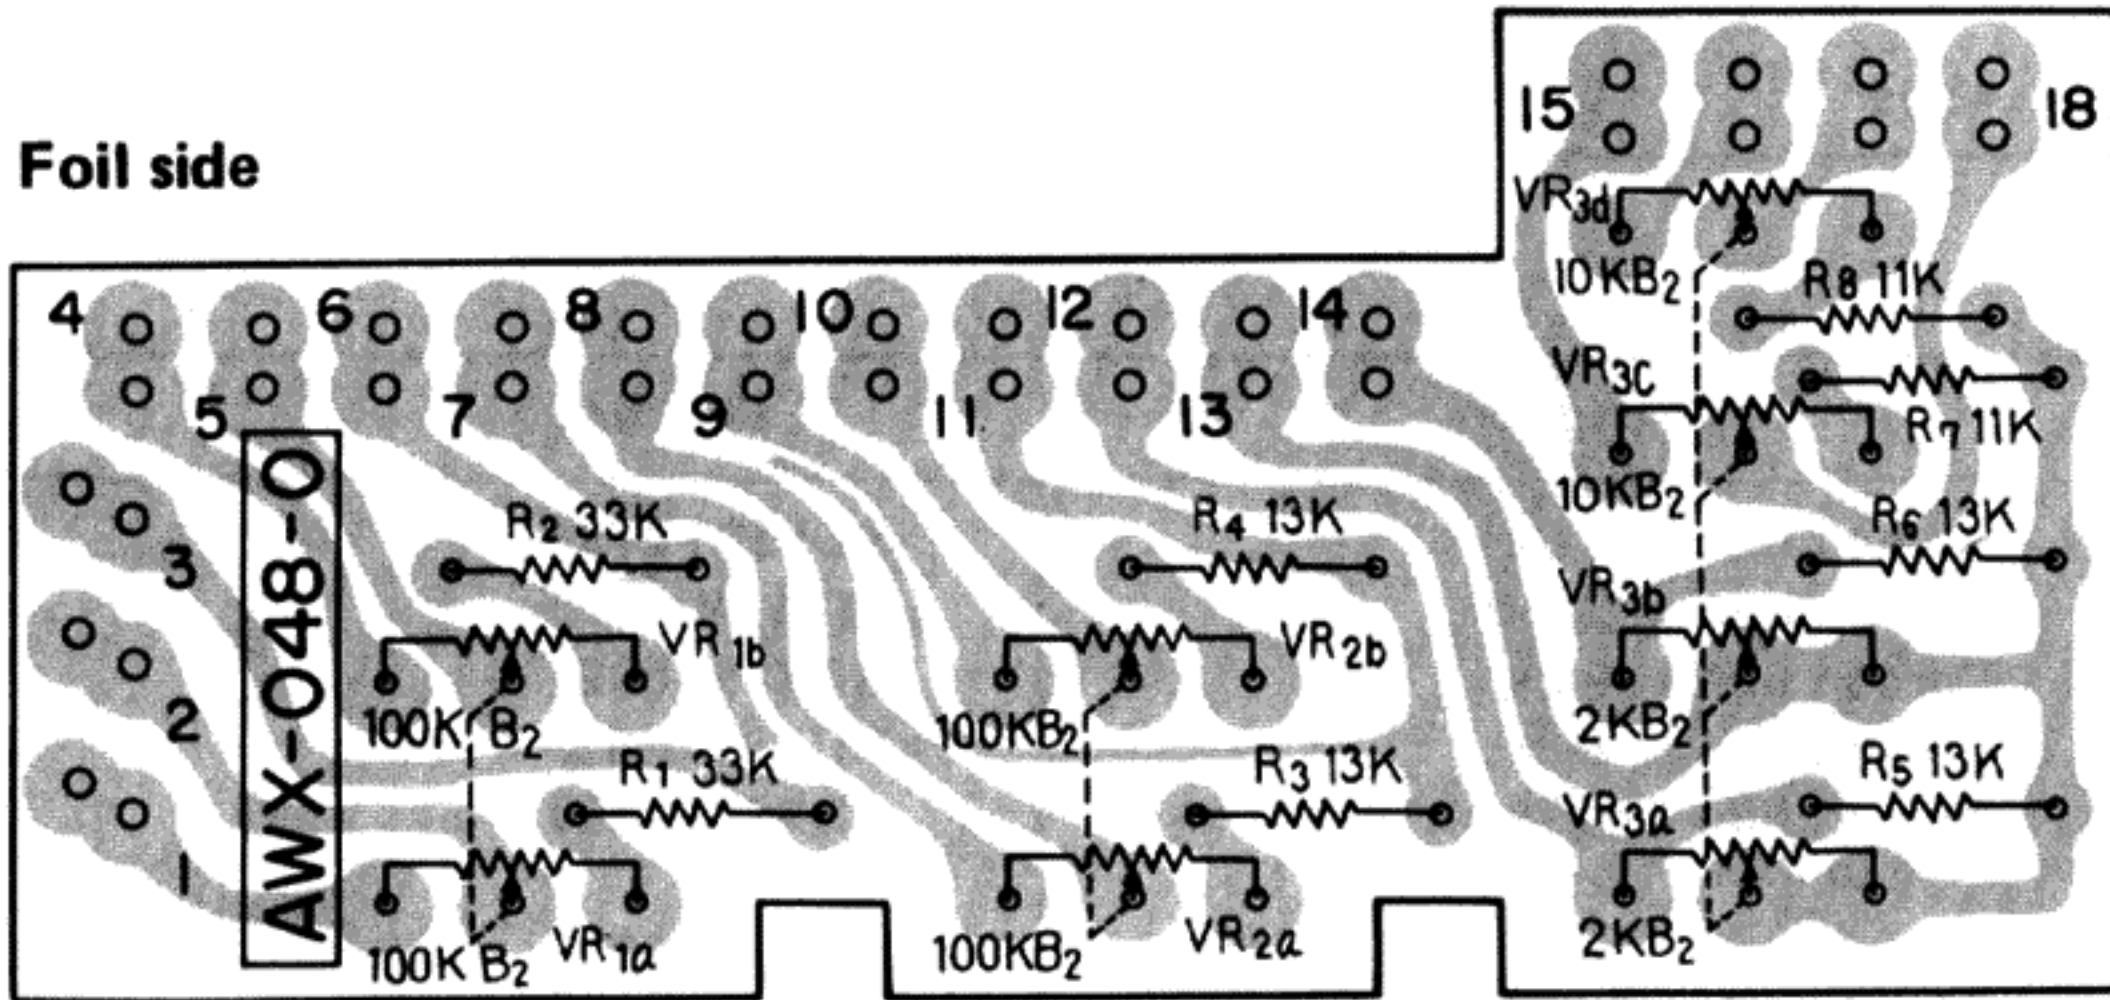 Foil side
15
18
VR3d
10KB2
R8 11K
VR3C
R7 11K
10KB2
R6 13K
VR3b
2KB2
R5 13K
VR3a
2KB2
4
6
8
10
12
14
5
7
9
11
13
3
2
1
AWX-048-0
R2 33K
R4 13K
VR1b
VR2b
100K B2
100KB2
R1 33K
R3 13K
100K B2
VR1a
100KB2
VR2a